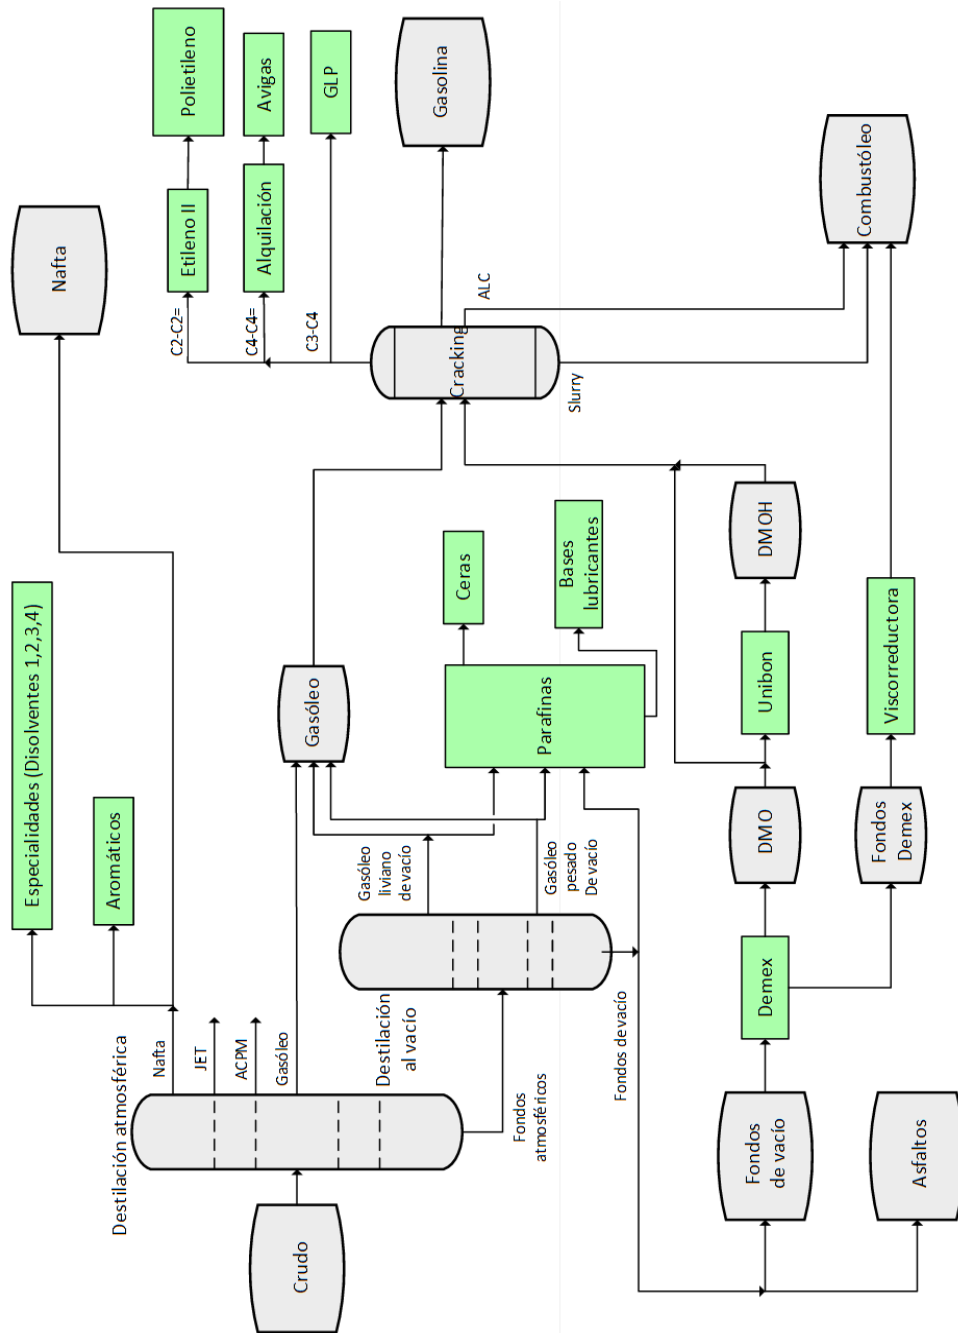 Crudo
Destilación atmosférica
Nafta
JET
ACPM
Gasóleo
Fondos
atmosféricos
Destilación
al vacío
Especialidades (Disolventes 1,2,3,4)
Aromáticos
Nafta
Gasóleo
liviano
de vacío
Gasóleo
pesado
De vacío
Fondos de vacío
Gasóleo
Parafinas
Ceras
Bases
lubricantes
Fondos
de vacío
Asfaltos
Demex
DMO
Fondos
Demex
Unibon
Viscorreductora
DMOH
Cracking
Slurry
ALC
C2-C2=
C4-C4=
C3-C4
Etileno II
Alquilación
Polietileno
Avigas
GLP
Gasolina
Combustóleo